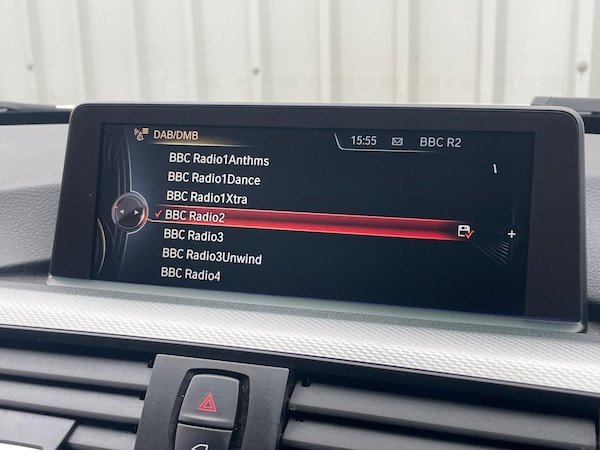 DAB/DMB 15:55 BBC R2
BBC Radio1Anthms
BBC Radio1Dance
BBC Radio1Xtra
BBC Radio2
BBC Radio3
BBC Radio3Unwind
BBC Radio4